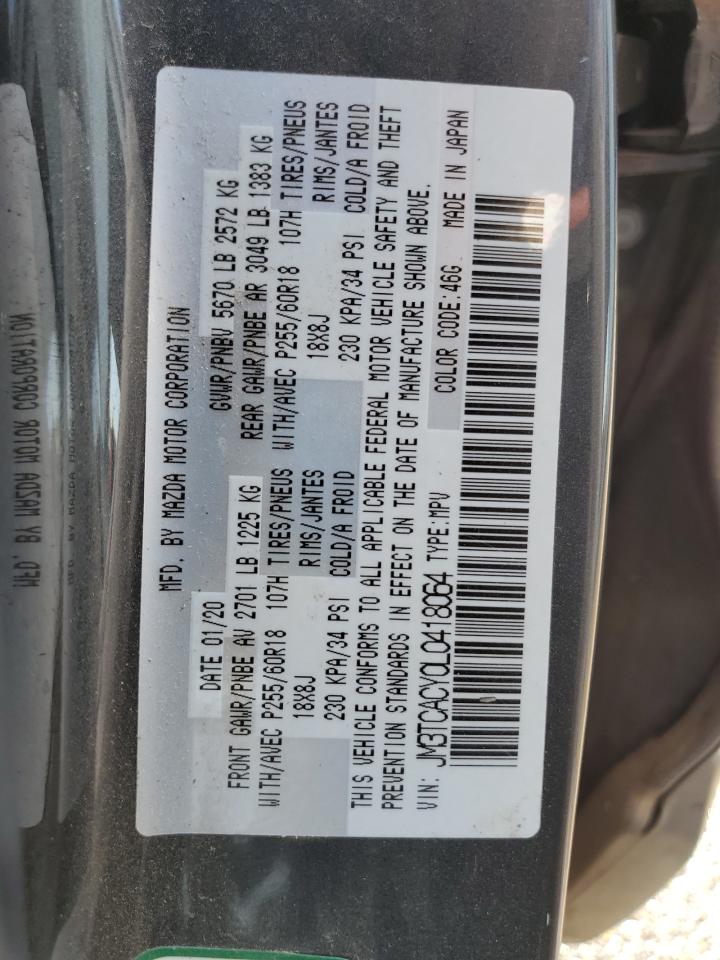 MFD. BY MAZDA MOTOR CORPORATION
DATE 01/20 GVWR/PNBV 5670 LB 2572 KG
FRONT GAWR/PNBE AV 2701 LB 1225 KG REAR GAWR/PNBE AR 3049 LB 1383 KG
WITH/AVEC P255/60R18 107H TIRES/PNEUS WITH/AVEC P255/60R18 107H TIRES/PNEUS
18X8J RIMS/JANTES 18X8J RIMS/JANTES
230 KPA/34 PSI COLD/A FROID 230 KPA/34 PSI COLD/A FROID
THIS VEHICLE CONFORMS TO ALL APPLICABLE FEDERAL MOTOR VEHICLE SAFETY AND THEFT
PREVENTION STANDARDS IN EFFECT ON THE DATE OF MANUFACTURE SHOWN ABOVE.
VIN: JM3TCACY0L0418064 TYPE:MPV COLOR CODE:46G MADE IN JAPAN